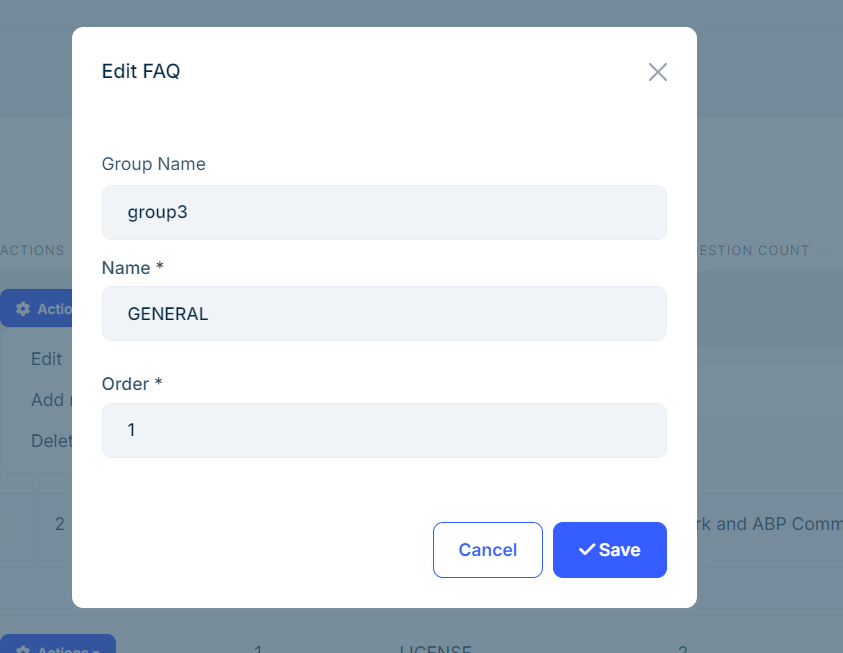 Edit FAQ
Group Name
group3
ACTIONS
ESTION COUNT
Name *
GENERAL
Actio
Edit
Order *
Add
1
Delet
2
rk and ABP Comm
Cancel
Save
Actions
1
LICENSE
2